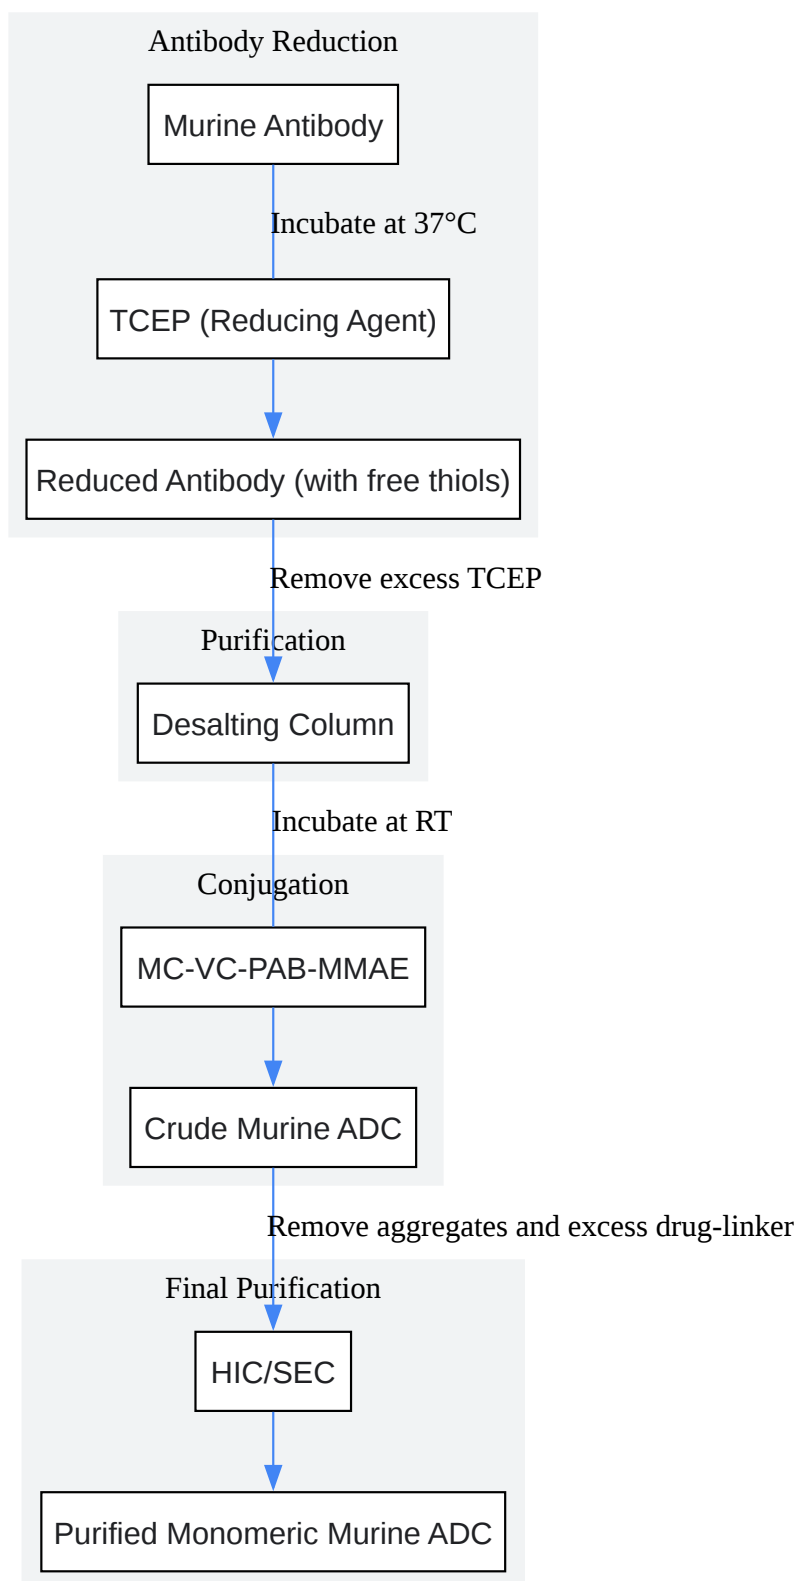 Antibody Reduction
Murine Antibody
Incubate at 37°C
TCEP (Reducing Agent)
Reduced Antibody (with free thiols)
Remove excess TCEP
Purification
Desalting Column
Incubate at RT
Conjugation
MC-VC-PAB-MMAE
Crude Murine ADC
Remove aggregates and excess drug-linker
Final Purification
HIC/SEC
Purified Monomeric Murine ADC